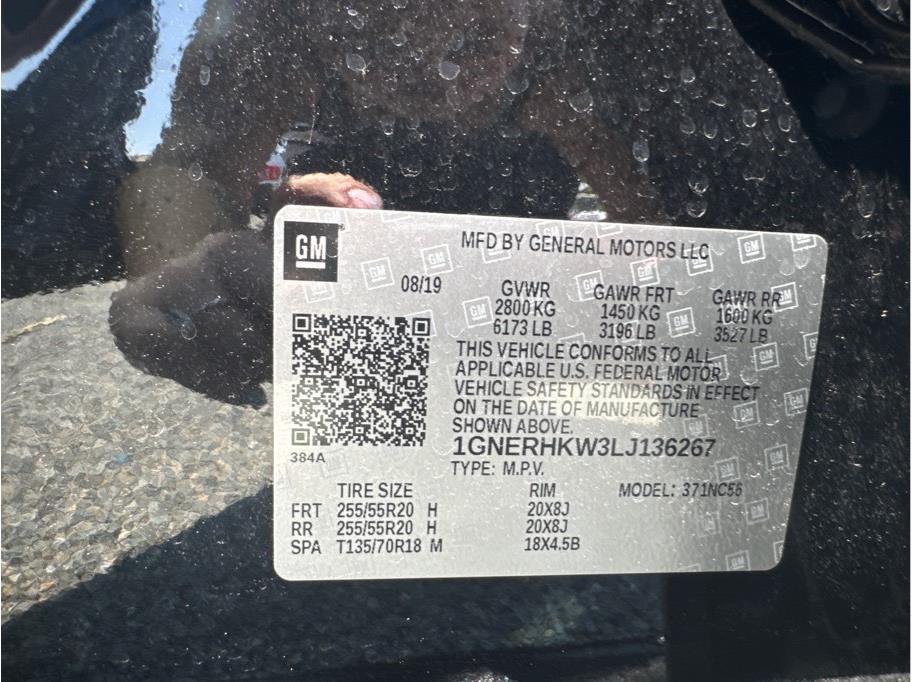 GM
MFD BY GENERAL MOTORS LLC
08/19
GVWR GAWR FRT GAWR RR
2800 KG 1450 KG 1600 KG
6173 LB 3196 LB 3527 LB
THIS VEHICLE CONFORMS TO ALL
APPLICABLE U.S. FEDERAL MOTOR
VEHICLE SAFETY STANDARDS IN EFFECT
ON THE DATE OF MANUFACTURE
SHOWN ABOVE.
384A
1GNERHKW3LJ136267
TYPE: M.P.V.
TIRE SIZE RIM MODEL: 371NC56
FRT 255/55R20 H 20X8J
RR 255/55R20 H 20X8J
SPA T135/70R18 M 18X4.5B